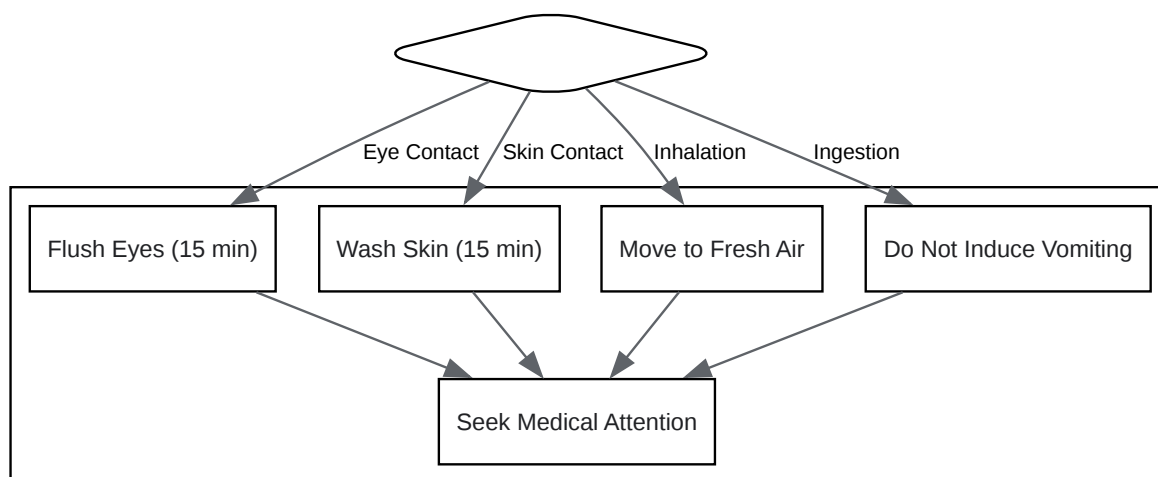 Eye Contact
Skin Contact
Inhalation
Ingestion
Flush Eyes (15 min)
Wash Skin (15 min)
Move to Fresh Air
Do Not Induce Vomiting
Seek Medical Attention